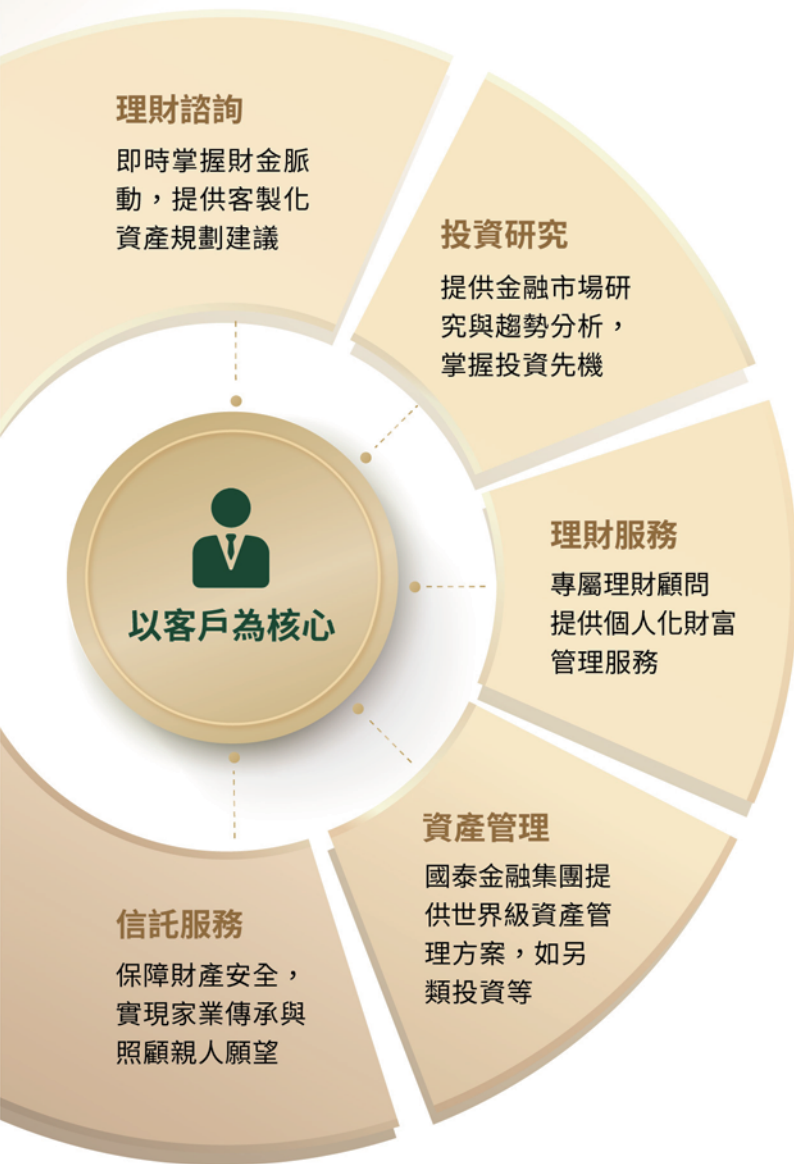 理財諮詢
即時掌握財金脈
動，提供客製化
資產規劃建議
投資研究
提供金融市場研
究與趨勢分析，
掌握投資先機
理財服務
專屬理財顧問
提供個人化財富
管理服務
以客戶為核心
資產管理
國泰金融集團提
供世界級資產管
理方案，如另
類投資等
信託服務
保障財產安全，
實現家業傳承與
照顧親人願望